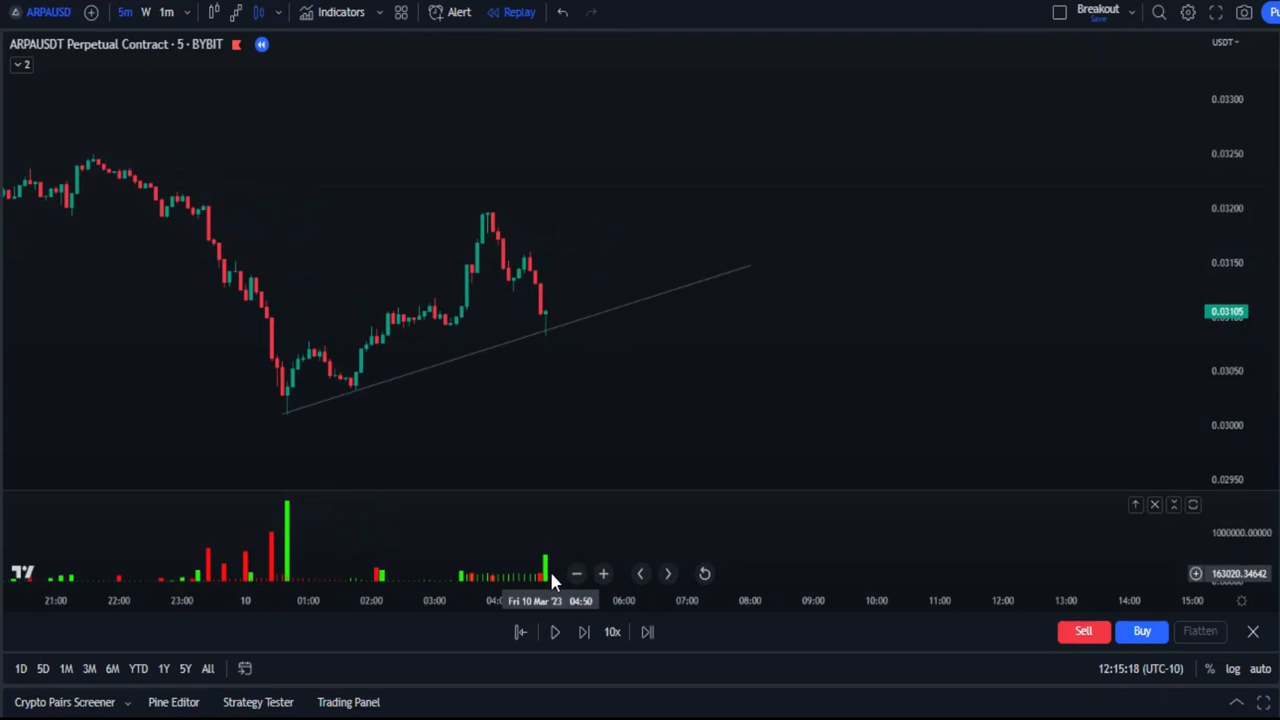 ARPAUSD 5m W 1m Indicators Alert Replay Breakout
Save
ARPAUSDT Perpetual Contract · 5 · BYBIT USDT
2
0.03300
0.03250
0.03200
0.03150
0.03105
0.03050
0.03000
0.02950
1000000.00000
163020.34642
21:00 22:00 23:00 10 01:00 02:00 03:00 Fri 10 Mar '23 04:50 06:00 07:00 08:00 09:00 10:00 11:00 12:00 13:00 14:00 15:00
10x Sell Buy Flatten
1D 5D 1M 3M 6M YTD 1Y 5Y All 12:15:18 (UTC-10) % log auto
Crypto Pairs Screener Pine Editor Strategy Tester Trading Panel